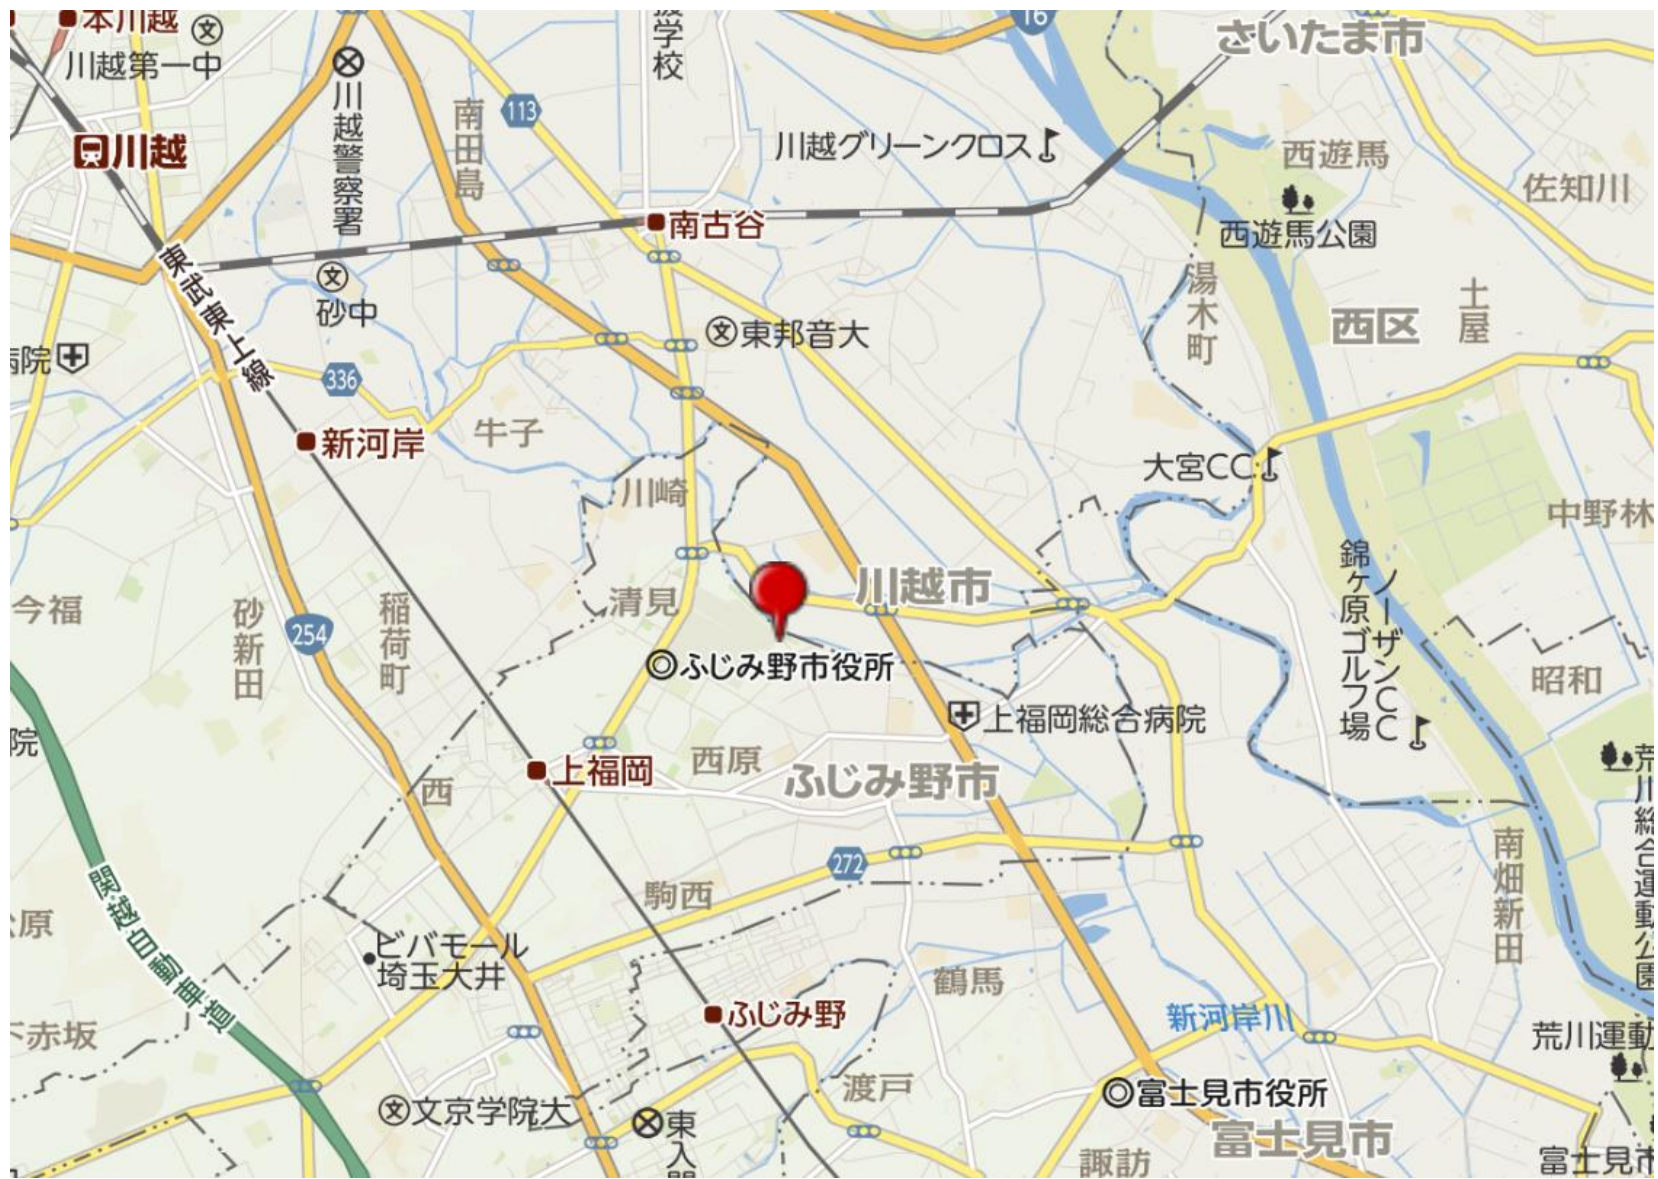 本川越
川越第一中
川越警察署
南田島
113
16
さいたま市
川越
川越グリーンクロス
西遊馬
佐知川
西遊馬公園
南古谷
東武東上線
砂中
東邦音大
湯木町
土屋
西区
336
新河岸
牛子
川崎
大宮CC
中野林
川越市
清見
今福
砂新田
254
稲荷町
ふじみ野市役所
錦ヶ原ゴルフ場
ノーザンCC
昭和
上福岡総合病院
上福岡
西原
ふじみ野市
西
272
駒西
南畑新田
荒川総合運動公園
関越自動車道
ビバモール
埼玉大井
鶴馬
新河岸川
ふじみ野
下赤坂
荒川運動
渡戸
富士見市役所
文京学院大
富士見市
諏訪
富士見市